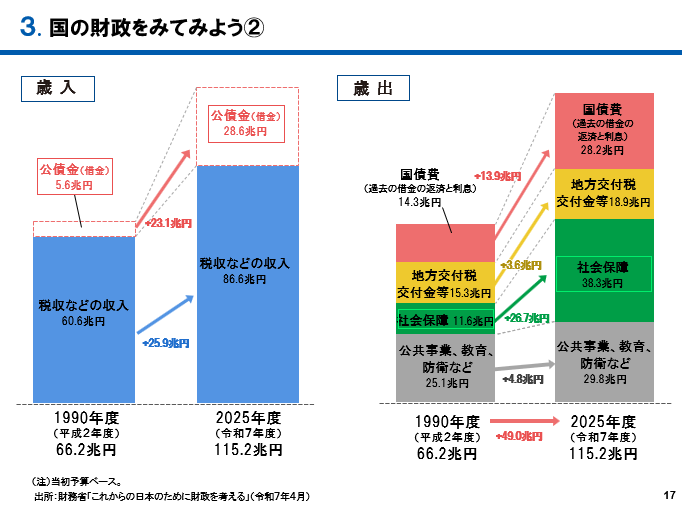 3. 国の財政をみてみよう②
歳 入
公債金(借金)
28.6兆円
公債金(借金)
5.6兆円
+23.1兆円
税収などの収入
86.6兆円
税収などの収入
60.6兆円
+25.9兆円
1990年度
(平成2年度)
66.2兆円
2025年度
(令和7年度)
115.2兆円
歳 出
国債費
(過去の借金の
返済と利息)
28.2兆円
国債費
(過去の借金の返済と利息)
14.3兆円
+13.9兆円
地方交付税
交付金等18.9兆円
地方交付税
交付金等15.3兆円
+3.6兆円
社会保障
38.3兆円
社会保障 11.6兆円
+26.7兆円
公共事業、教育、
防衛など
29.8兆円
公共事業、教育、
防衛など
25.1兆円
+4.8兆円
1990年度
(平成2年度)
66.2兆円
+49.0兆円
2025年度
(令和7年度)
115.2兆円
(注)当初予算ベース。
出所:財務省「これからの日本のために財政を考える」(令和7年4月)
17